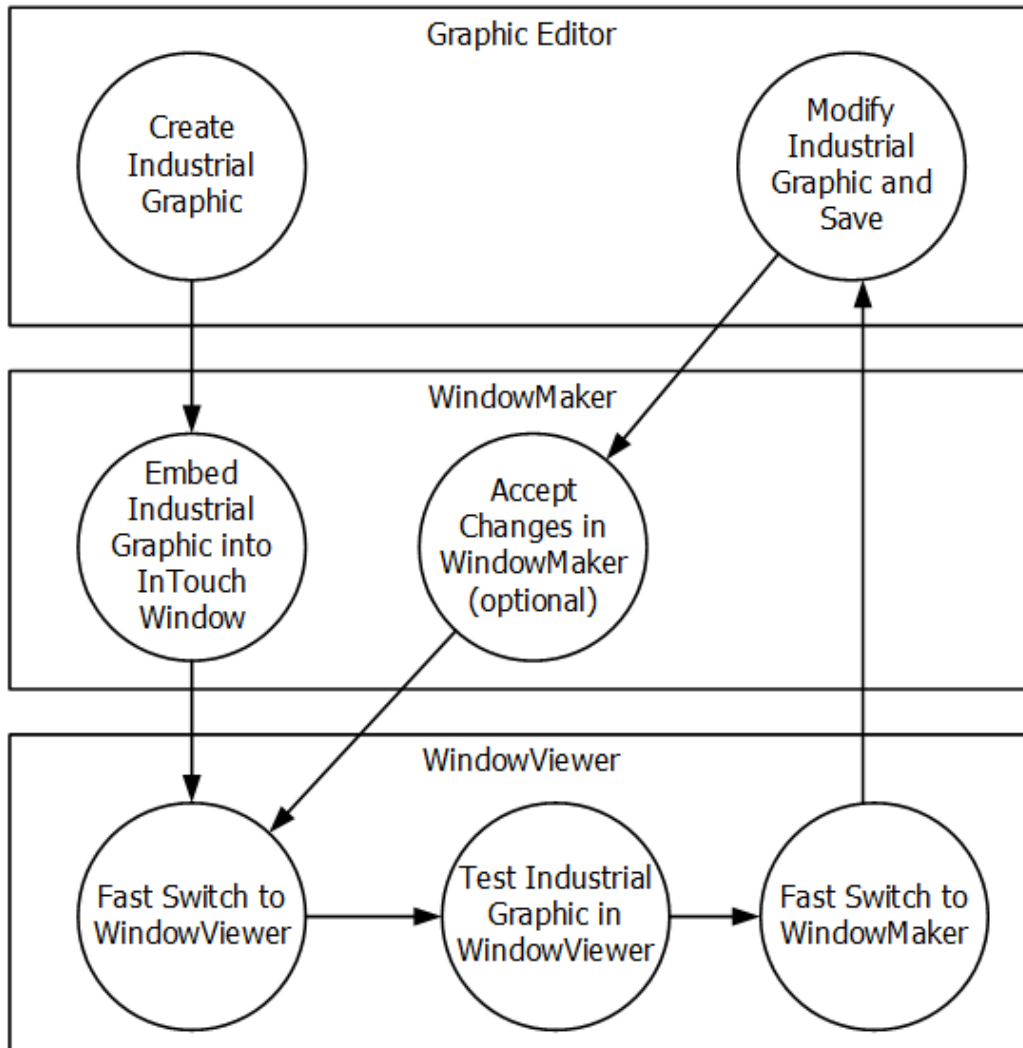 Graphic Editor
Create
Industrial
Graphic
Modify
Industrial
Graphic and
Save
WindowMaker
Embed
Industrial
Graphic into
InTouch
Window
Accept
Changes in
WindowMaker
(optional)
WindowViewer
Fast Switch to
WindowViewer
Test Industrial
Graphic in
WindowViewer
Fast Switch to
WindowMaker